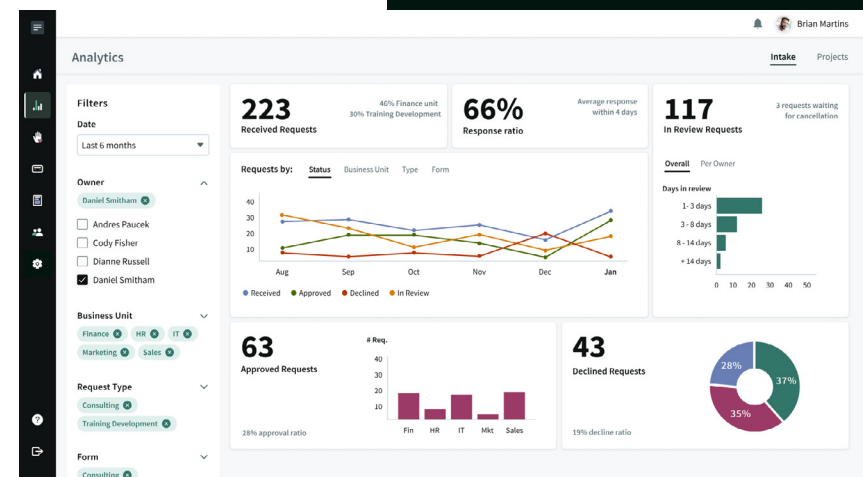 Brian Martins
Analytics
Intake
Projects
Filters
Date
Last 6 months
Owner
Daniel Smitham
Andres Paucek
Cody Fisher
Dianne Russell
Daniel Smitham
Business Unit
Finance HR IT
Marketing Sales
Request Type
Consulting
Training Development
Form
Consulting
223
Received Requests
46% Finance unit
30% Training Development
66%
Response ratio
Average response
within 4 days
117
In Review Requests
3 requests waiting
for cancellation
Requests by: Status Business Unit Type Form
40
30
20
10
Aug Sep Oct Nov Dec Jan
Received Approved Declined In Review
Overall Per Owner
Days in review
1- 3 days
3 - 8 days
8 - 14 days
+ 14 days
0 10 20 30 40 50
63
Approved Requests
28% approval ratio
# Req.
40
30
20
10
Fin HR IT Mkt Sales
43
Declined Requests
19% decline ratio
28%
37%
35%